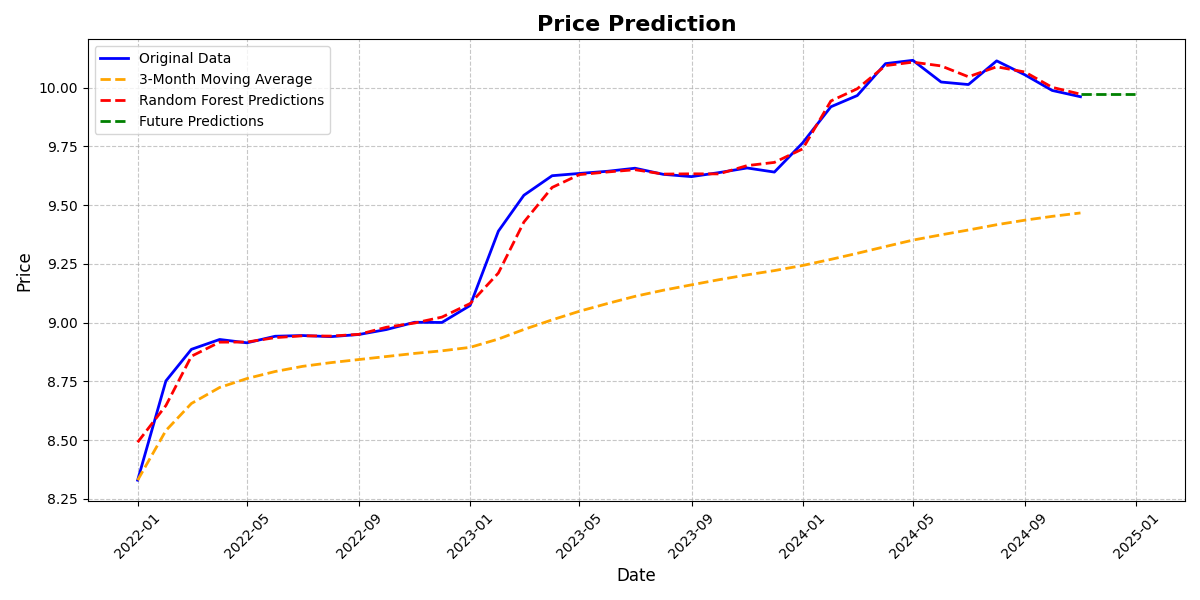 Price Prediction
Original Data
3-Month Moving Average
Random Forest Predictions
Future Predictions
Price
10.00
9.75
9.50
9.25
9.00
8.75
8.50
8.25
2022-01
2022-05
2022-09
2023-01
2023-05
2023-09
2024-01
2024-05
2024-09
2025-01
Date